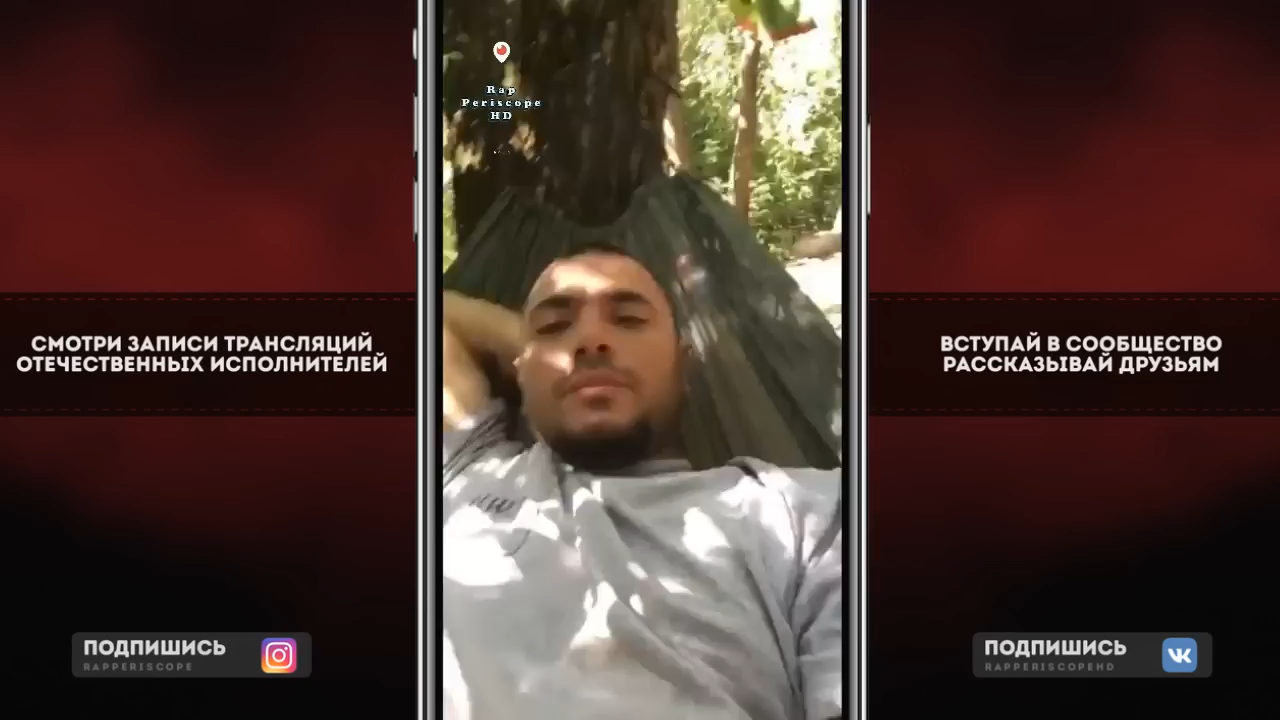 Rap
Periscope
HD
СМОТРИ ЗАПИСИ ТРАНСЛЯЦИЙ
ОТЕЧЕСТВЕННЫХ ИСПОЛНИТЕЛЕЙ
ВСТУПАЙ В СООБЩЕСТВО
РАССКАЗЫВАЙ ДРУЗЬЯМ
ПОДПИШИСЬ
RAPPERISCOPE
ПОДПИШИСЬ
RAPPERISCOPEHD